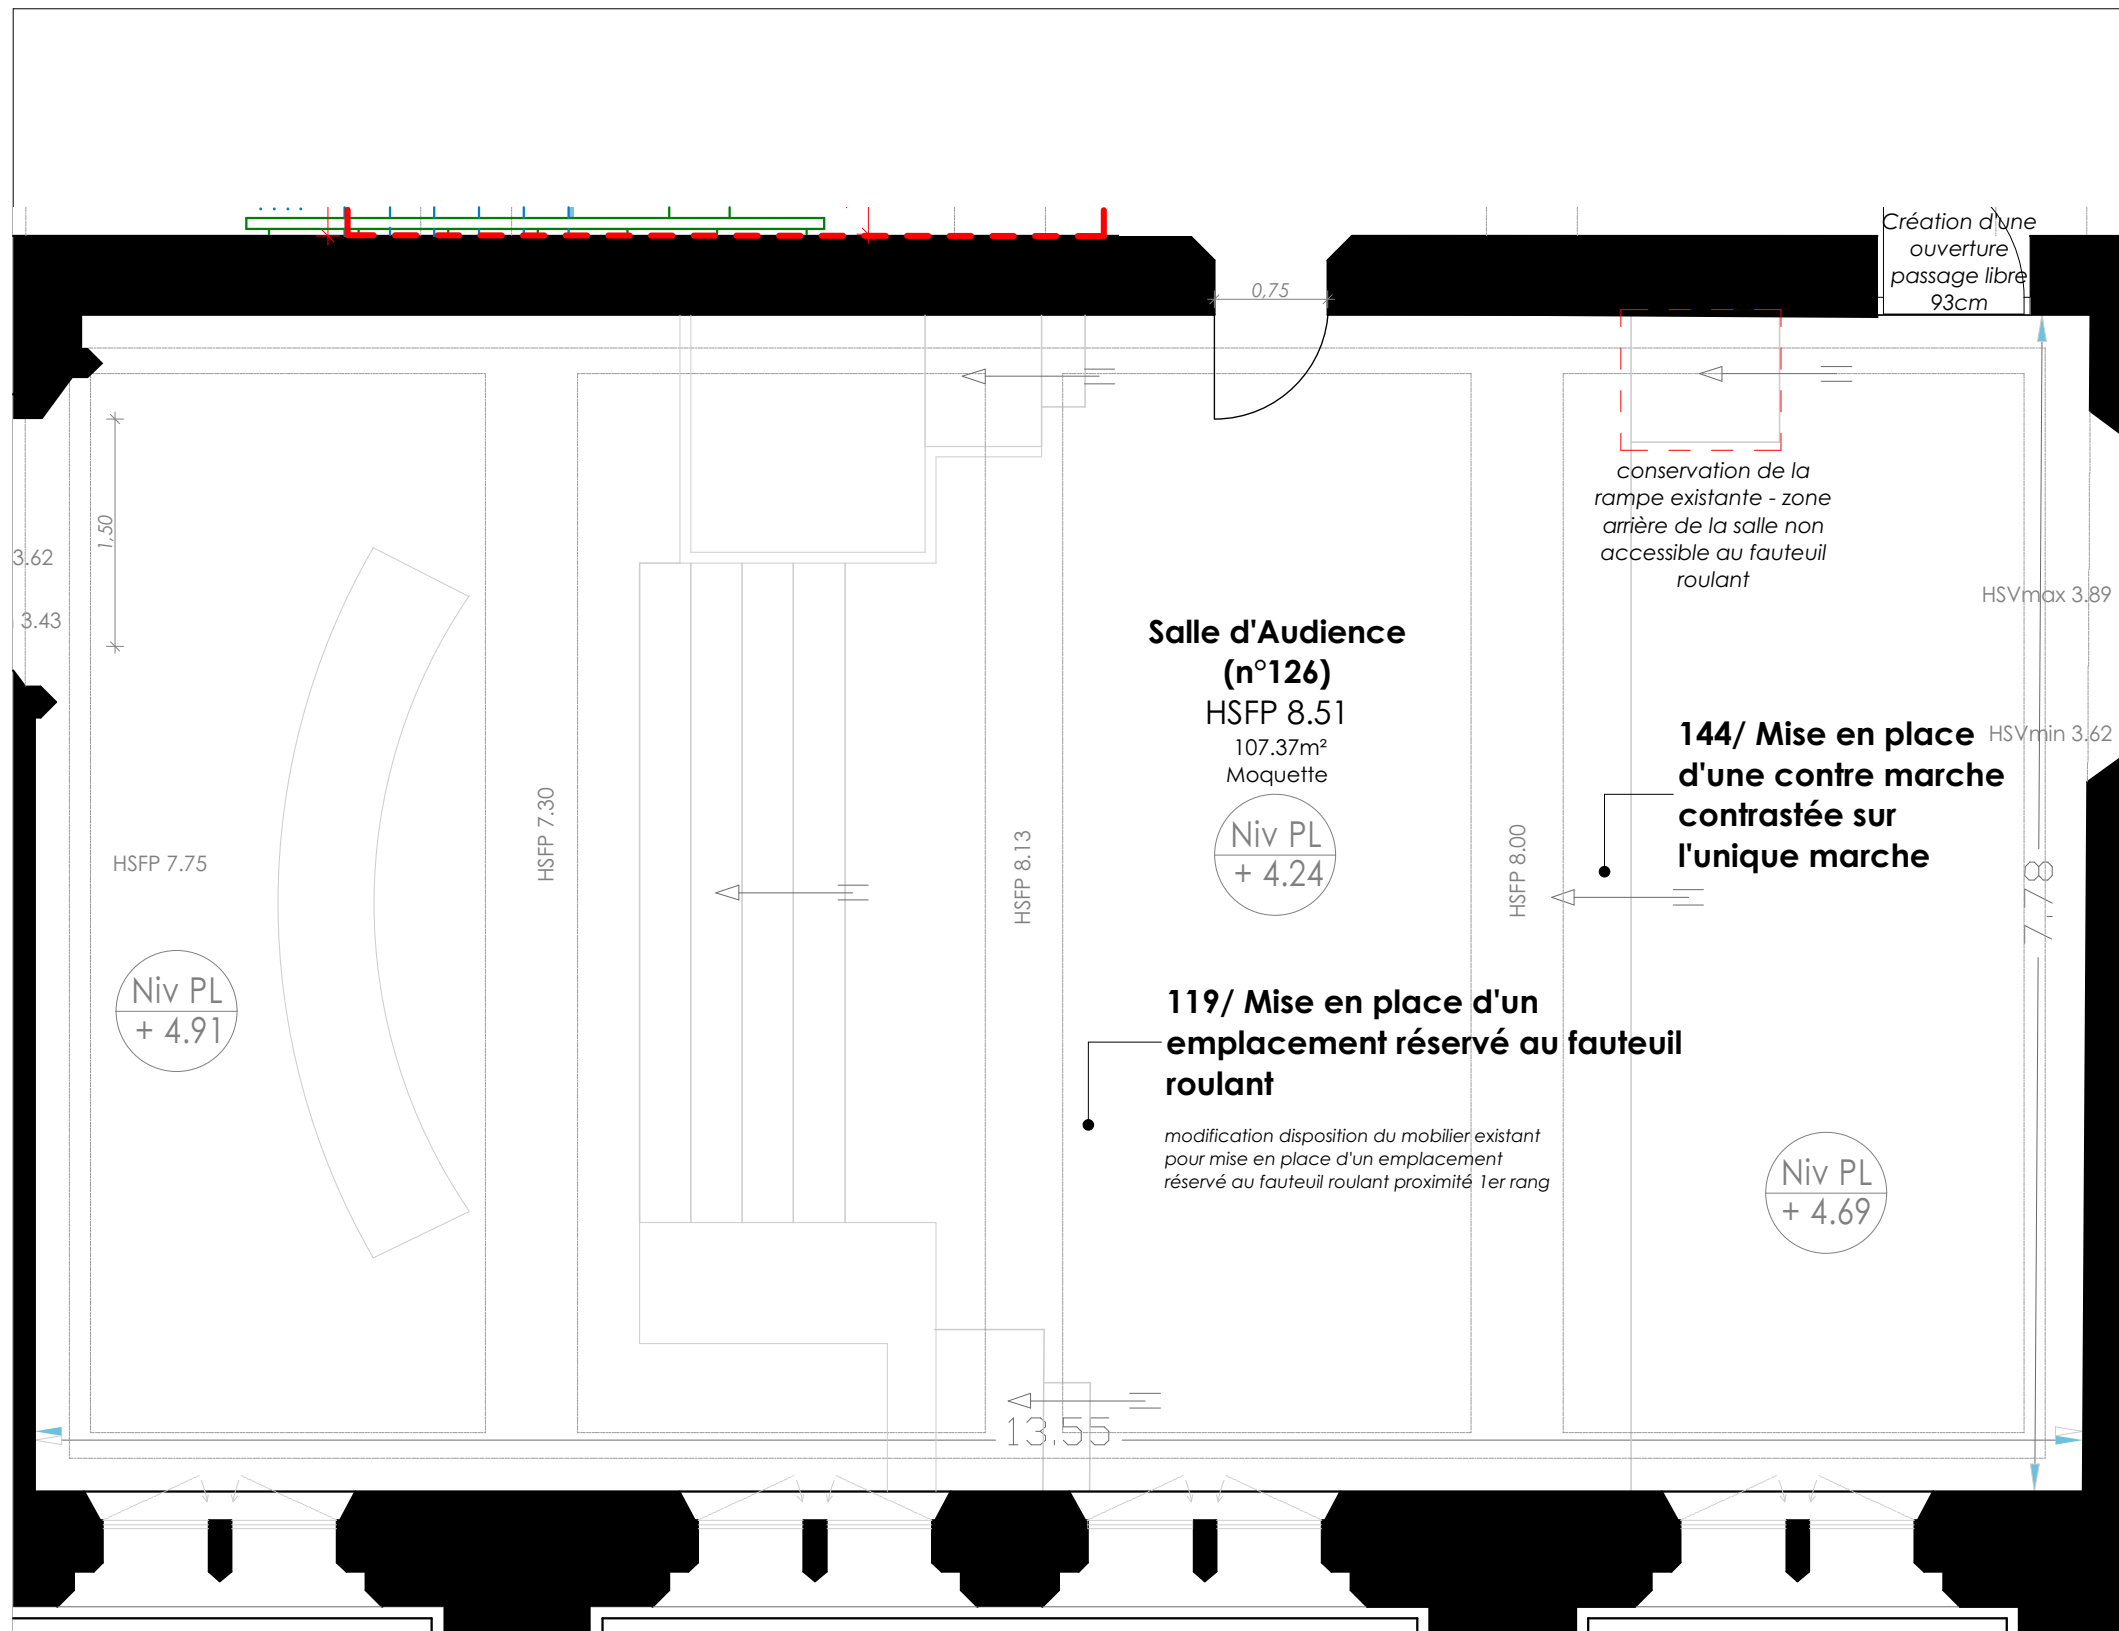 Création d'une
ouverture
passage libre
93cm
0,75
conservation de la
rampe existante - zone
arrière de la salle non
accessible au fauteuil
roulant
1,50
3.62
3.43
HSVmax 3.89
HSVmin 3.62
Salle d'Audience
(n°126)
HSFP 8.51
107.37m²
Moquette
Niv PL
+ 4.24
144/ Mise en place
d'une contre marche
contrastée sur
l'unique marche
HSFP 7.75
HSFP 7.30
HSFP 8.13
HSFP 8.00
7,78
Niv PL
+ 4.91
119/ Mise en place d'un
emplacement réservé au fauteuil
roulant
modification disposition du mobilier existant
pour mise en place d'un emplacement
réservé au fauteuil roulant proximité 1er rang
Niv PL
+ 4.69
13,55